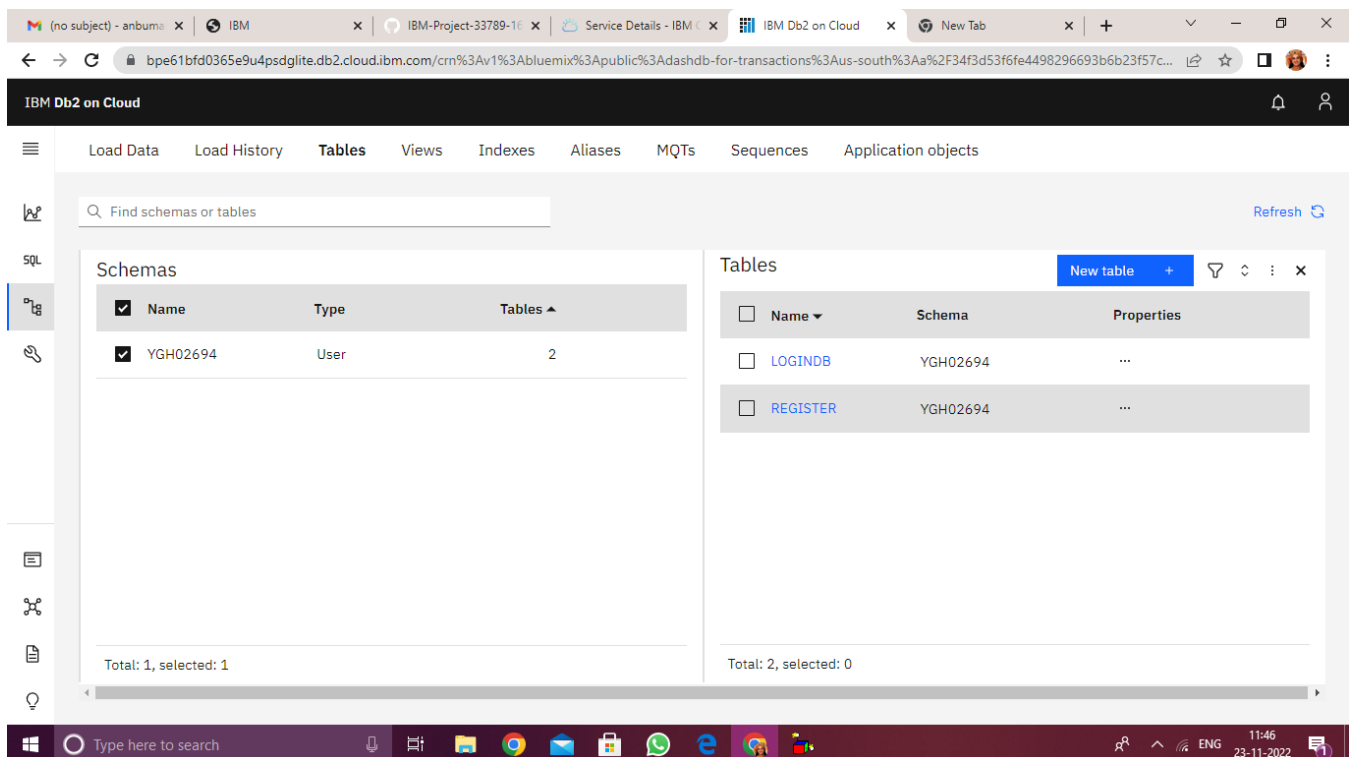 (no subject) - anbuma IBM IBM-Project-33789-16 Service Details - IBM C IBM Db2 on Cloud New Tab
bpe61bfd0365e9u4psdglite.db2.cloud.ibm.com/crn%3Av1%3Abluemix%3Apublic%3Adashdb-for-transactions%3Aus-south%3Aa%2F34f3d53f6fe4498296693b6b23f57c...
IBM Db2 on Cloud
Load Data Load History Tables Views Indexes Aliases MQTs Sequences Application objects
Find schemas or tables Refresh
SQL
Schemas
Name Type Tables
YGH02694 User 2
Total: 1, selected: 1
Tables New table +
Name Schema Properties
LOGINDB YGH02694 ...
REGISTER YGH02694 ...
Total: 2, selected: 0
Type here to search ENG 11:46
23-11-2022 1